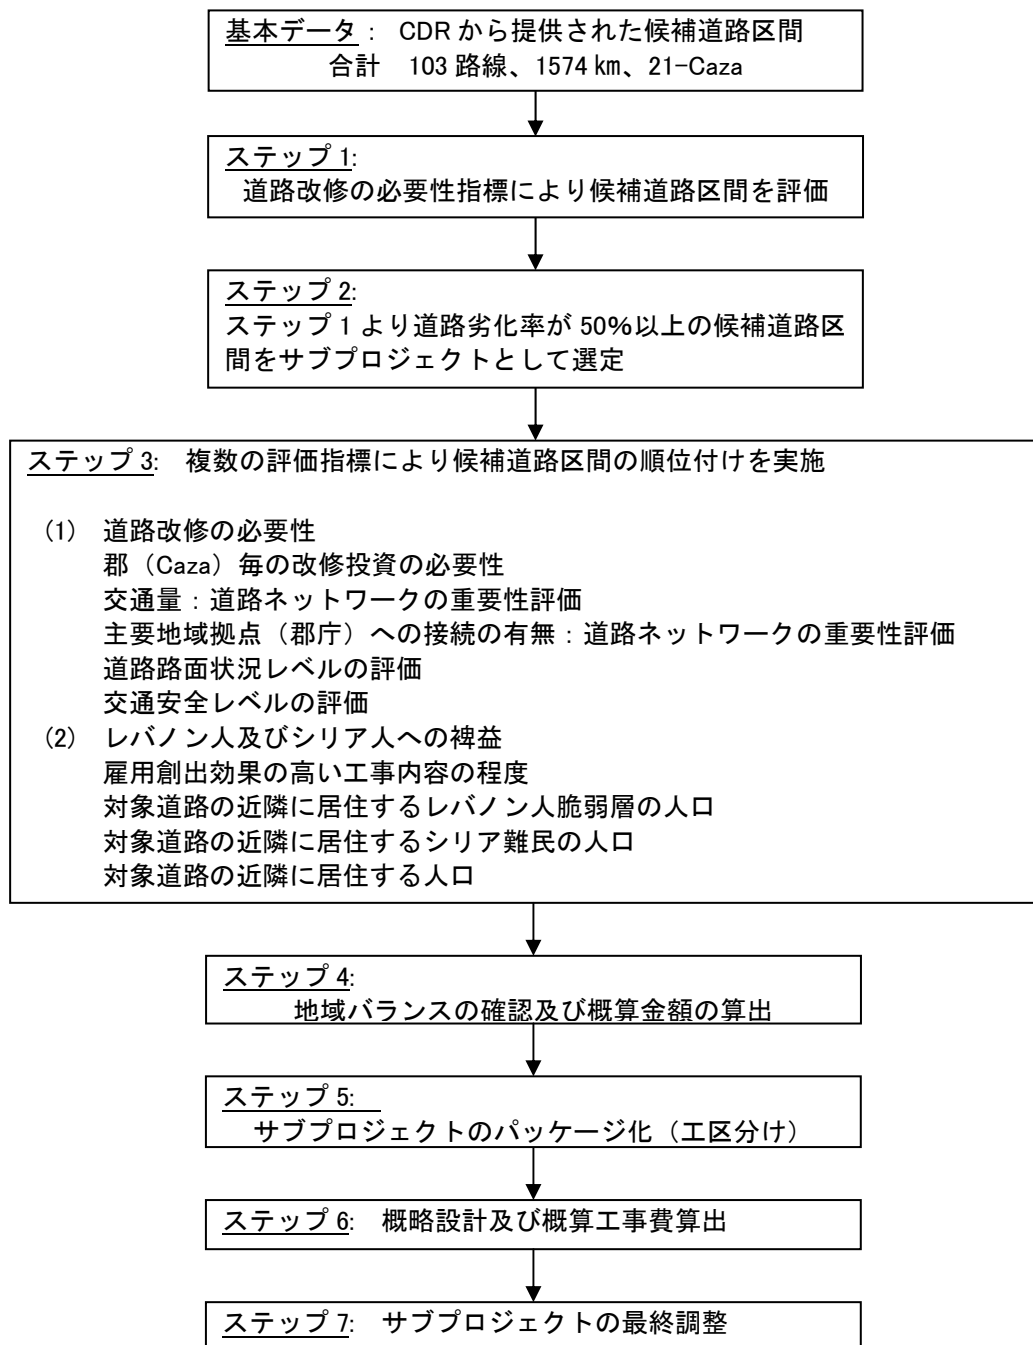 基本データ： CDR から提供された候補道路区間
合計 103 路線、1574 ㎞、21-Caza
ステップ 1:
道路改修の必要性指標により候補道路区間を評価
ステップ 2:
ステップ 1 より道路劣化率が 50%以上の候補道路区
間をサブプロジェクトとして選定
ステップ 3: 複数の評価指標により候補道路区間の順位付けを実施
(1) 道路改修の必要性
郡（Caza）毎の改修投資の必要性
交通量：道路ネットワークの重要性評価
主要地域拠点（郡庁）への接続の有無：道路ネットワークの重要性評価
道路路面状況レベルの評価
交通安全レベルの評価
(2) レバノン人及びシリア人への裨益
雇用創出効果の高い工事内容の程度
対象道路の近隣に居住するレバノン人脆弱層の人口
対象道路の近隣に居住するシリア難民の人口
対象道路の近隣に居住する人口
ステップ 4:
地域バランスの確認及び概算金額の算出
ステップ 5:
サブプロジェクトのパッケージ化（工区分け）
ステップ 6: 概略設計及び概算工事費算出
ステップ 7: サブプロジェクトの最終調整